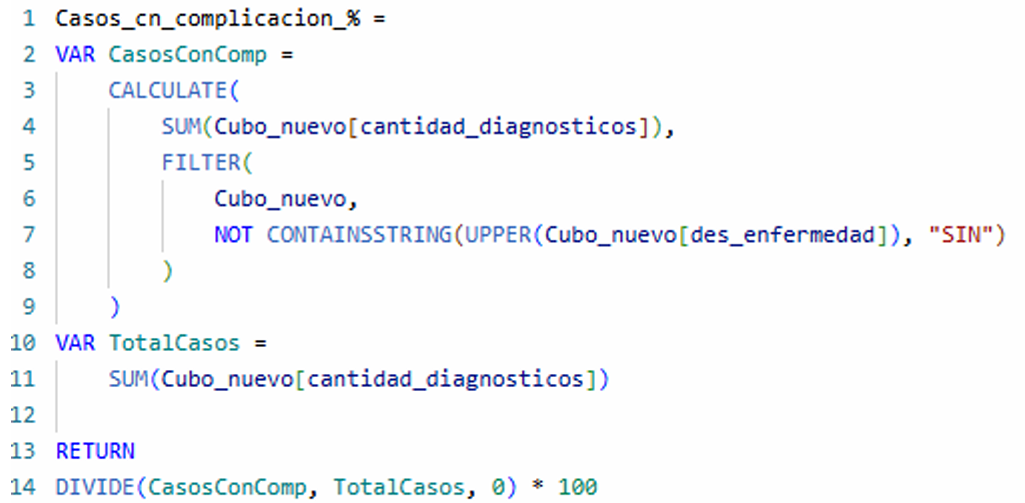 1 Casos_cn_complicacion_% =
2 VAR CasosConComp =
3 CALCULATE(
4 SUM(Cubo_nuevo[cantidad_diagnosticos]),
5 FILTER(
6 Cubo_nuevo,
7 NOT CONTAINSSTRING(UPPER(Cubo_nuevo[des_enfermedad]), "SIN")
8 )
9 )
10 VAR TotalCasos =
11 SUM(Cubo_nuevo[cantidad_diagnosticos])
12
13 RETURN
14 DIVIDE(CasosConComp, TotalCasos, 0) * 100